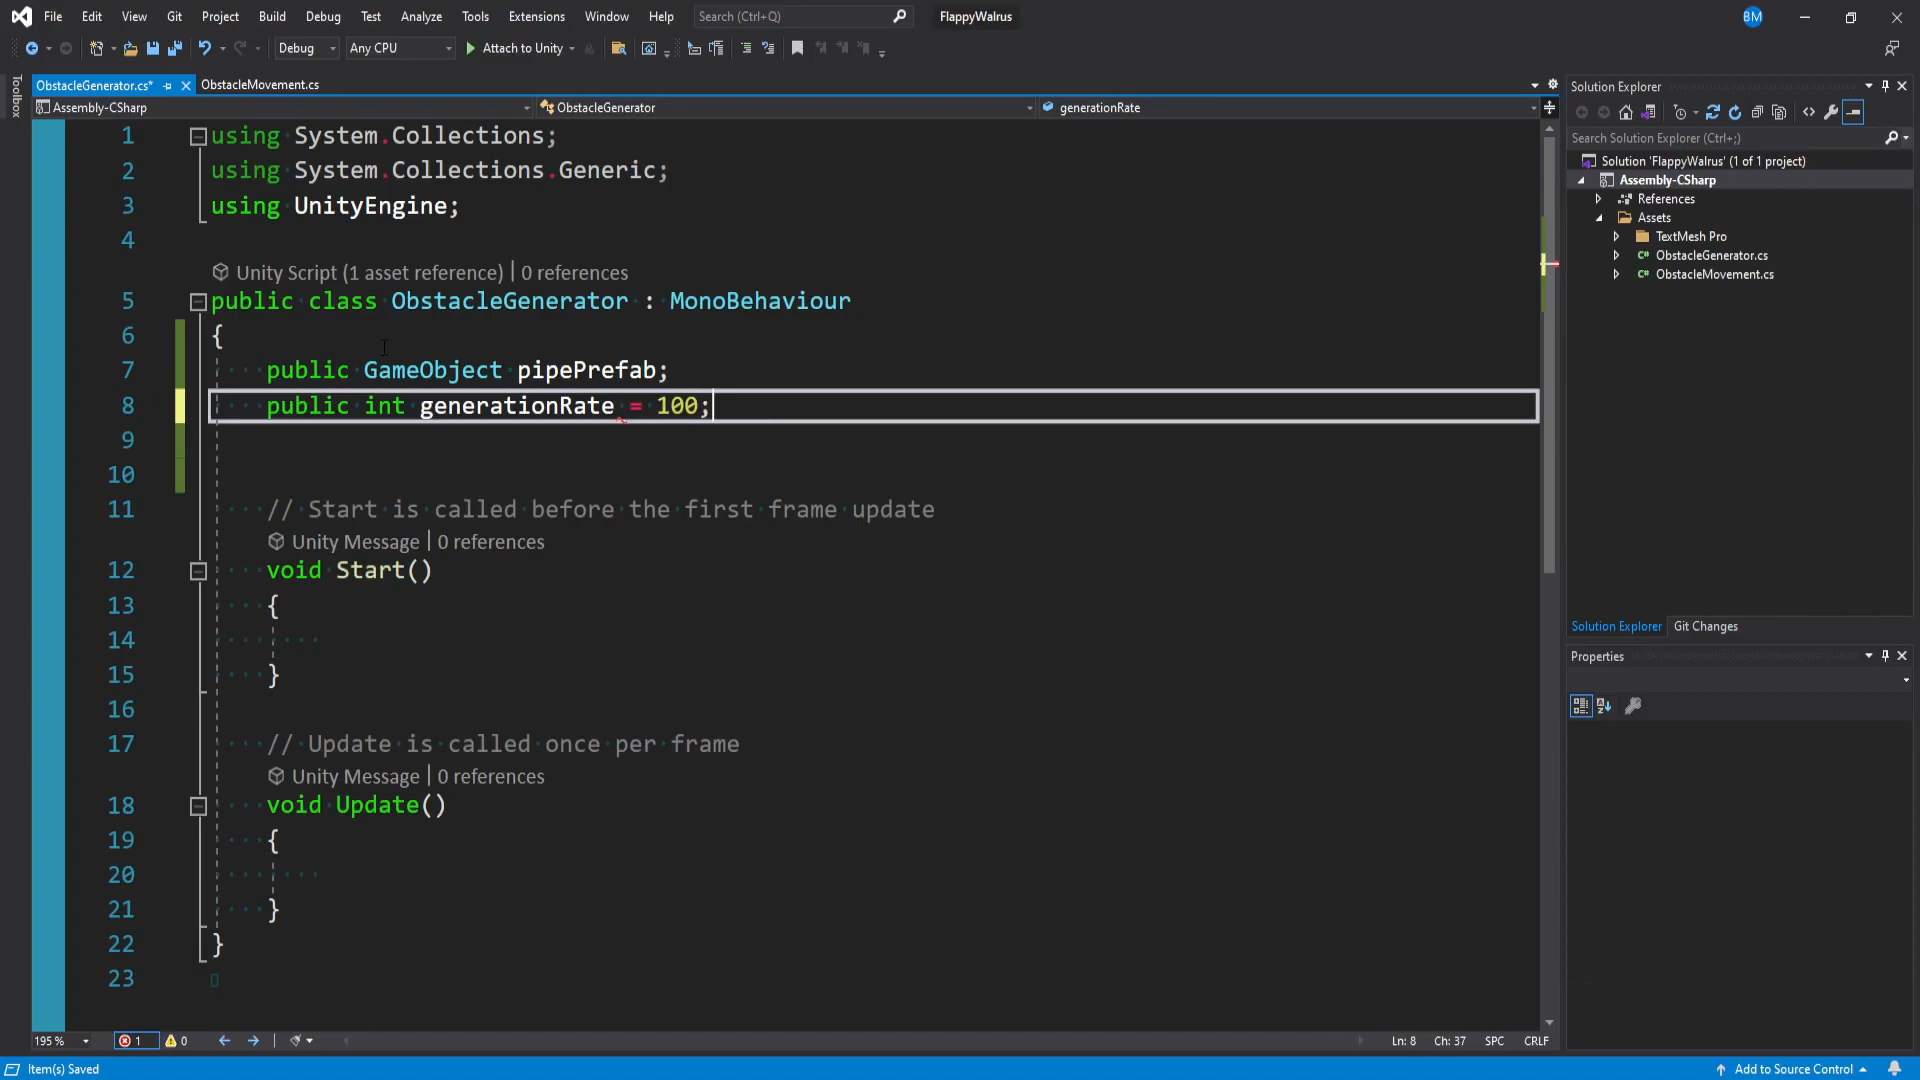 File Edit View Git Project Build Debug Test Analyze Tools Extensions Window Help Search (Ctrl+Q) FlappyWalrus BM
Debug Any CPU Attach to Unity
Toolbox
ObstacleGenerator.cs* ObstacleMovement.cs
Assembly-CSharp ObstacleGenerator generationRate
1 using System.Collections;
2 using System.Collections.Generic;
3 using UnityEngine;
4
Unity Script (1 asset reference) | 0 references
5 public class ObstacleGenerator : MonoBehaviour
6 {
7 public GameObject pipePrefab;
8 public int generationRate = 100;
9
10
11 // Start is called before the first frame update
Unity Message | 0 references
12 void Start()
13 {
14
15 }
16
17 // Update is called once per frame
Unity Message | 0 references
18 void Update()
19 {
20
21 }
22 }
23
195 % 1 0 Ln: 8 Ch: 37 SPC CRLF
Solution Explorer
Search Solution Explorer (Ctrl+;)
Solution 'FlappyWalrus' (1 of 1 project)
Assembly-CSharp
References
Assets
TextMesh Pro
C# ObstacleGenerator.cs
C# ObstacleMovement.cs
Solution Explorer Git Changes
Properties
Item(s) Saved Add to Source Control